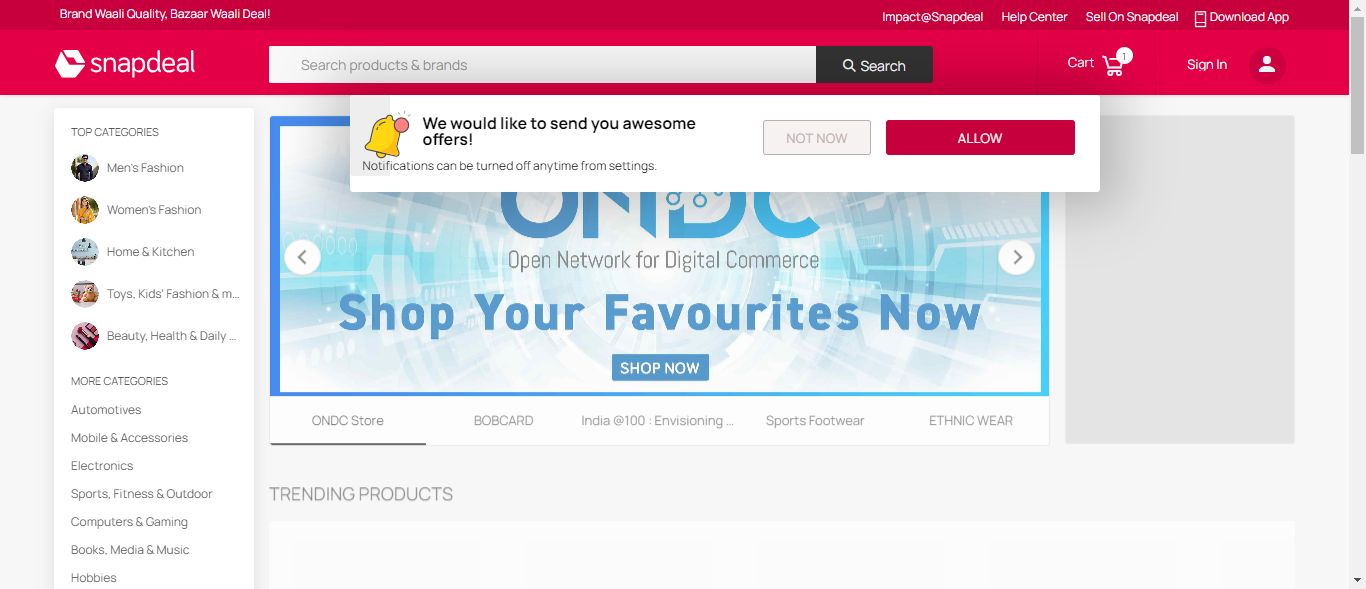 Brand Waali Quality, Bazaar Waali Deal!
Impact@Snapdeal
Help Center
Sell On Snapdeal
Download App
snapdeal
Search products & brands
Search
Cart
1
Sign In
We would like to send you awesome
offers!
Notifications can be turned off anytime from settings.
NOT NOW
ALLOW
TOP CATEGORIES
Men's Fashion
Women's Fashion
Home & Kitchen
Toys, Kids' Fashion & m...
Beauty, Health & Daily ...
MORE CATEGORIES
Automotives
Mobile & Accessories
Electronics
Sports, Fitness & Outdoor
Computers & Gaming
Books, Media & Music
Hobbies
ONDC
Open Network for Digital Commerce
Shop Your Favourites Now
SHOP NOW
ONDC Store
BOBCARD
India @100 : Envisioning ...
Sports Footwear
ETHNIC WEAR
TRENDING PRODUCTS